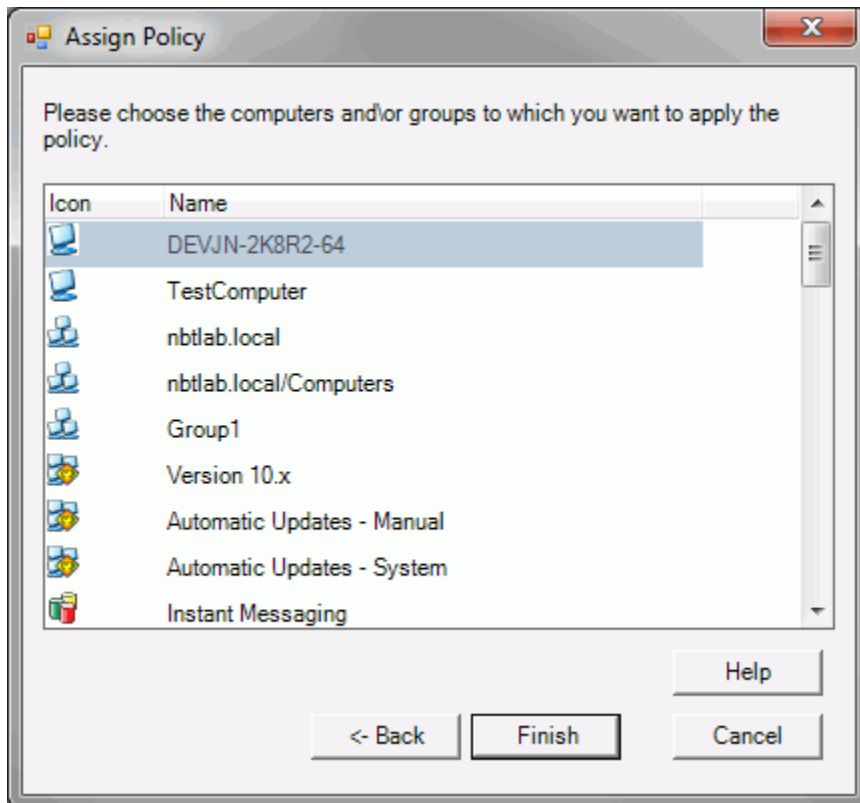 Assign Policy
Please choose the computers and\or groups to which you want to apply the
policy.
Icon Name
DEVJN-2K8R2-64
TestComputer
nbtlab.local
nbtlab.local/Computers
Group1
Version 10.x
Automatic Updates - Manual
Automatic Updates - System
Instant Messaging
Help
<- Back Finish Cancel